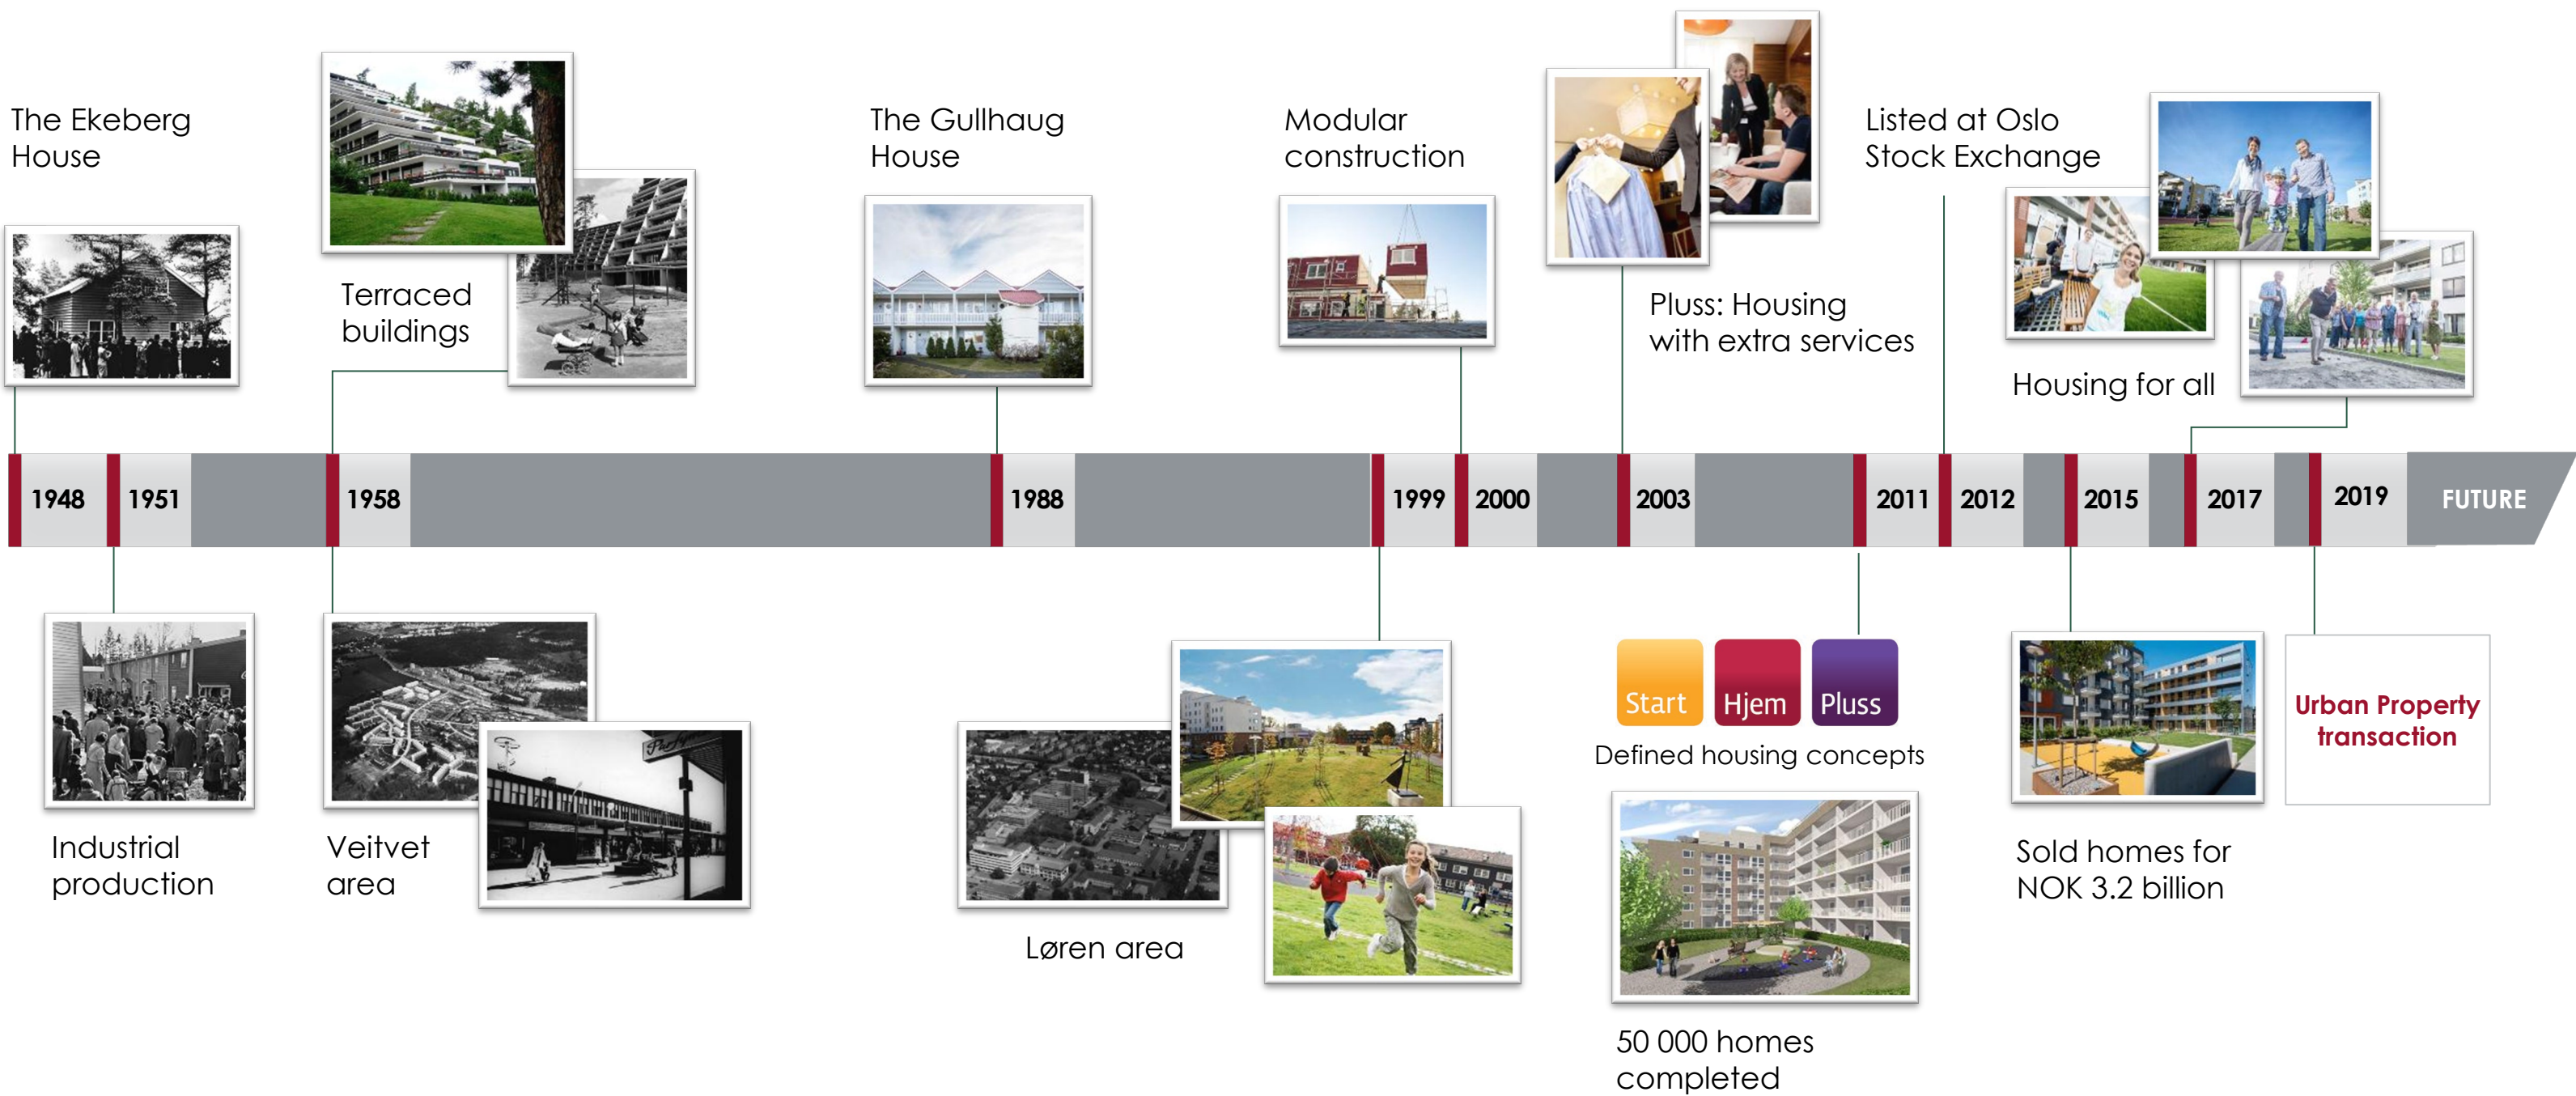 The Ekeberg
House
Terraced
buildings
The Gullhaug
House
Modular
construction
Pluss: Housing
with extra services
Listed at Oslo
Stock Exchange
Housing for all
1948
1951
1958
1988
1999
2000
2003
2011
2012
2015
2017
2019
FUTURE
Industrial
production
Veitvet
area
Løren area
Start
Hjem
Pluss
Defined housing concepts
50 000 homes
completed
Sold homes for
NOK 3.2 billion
Urban Property
transaction